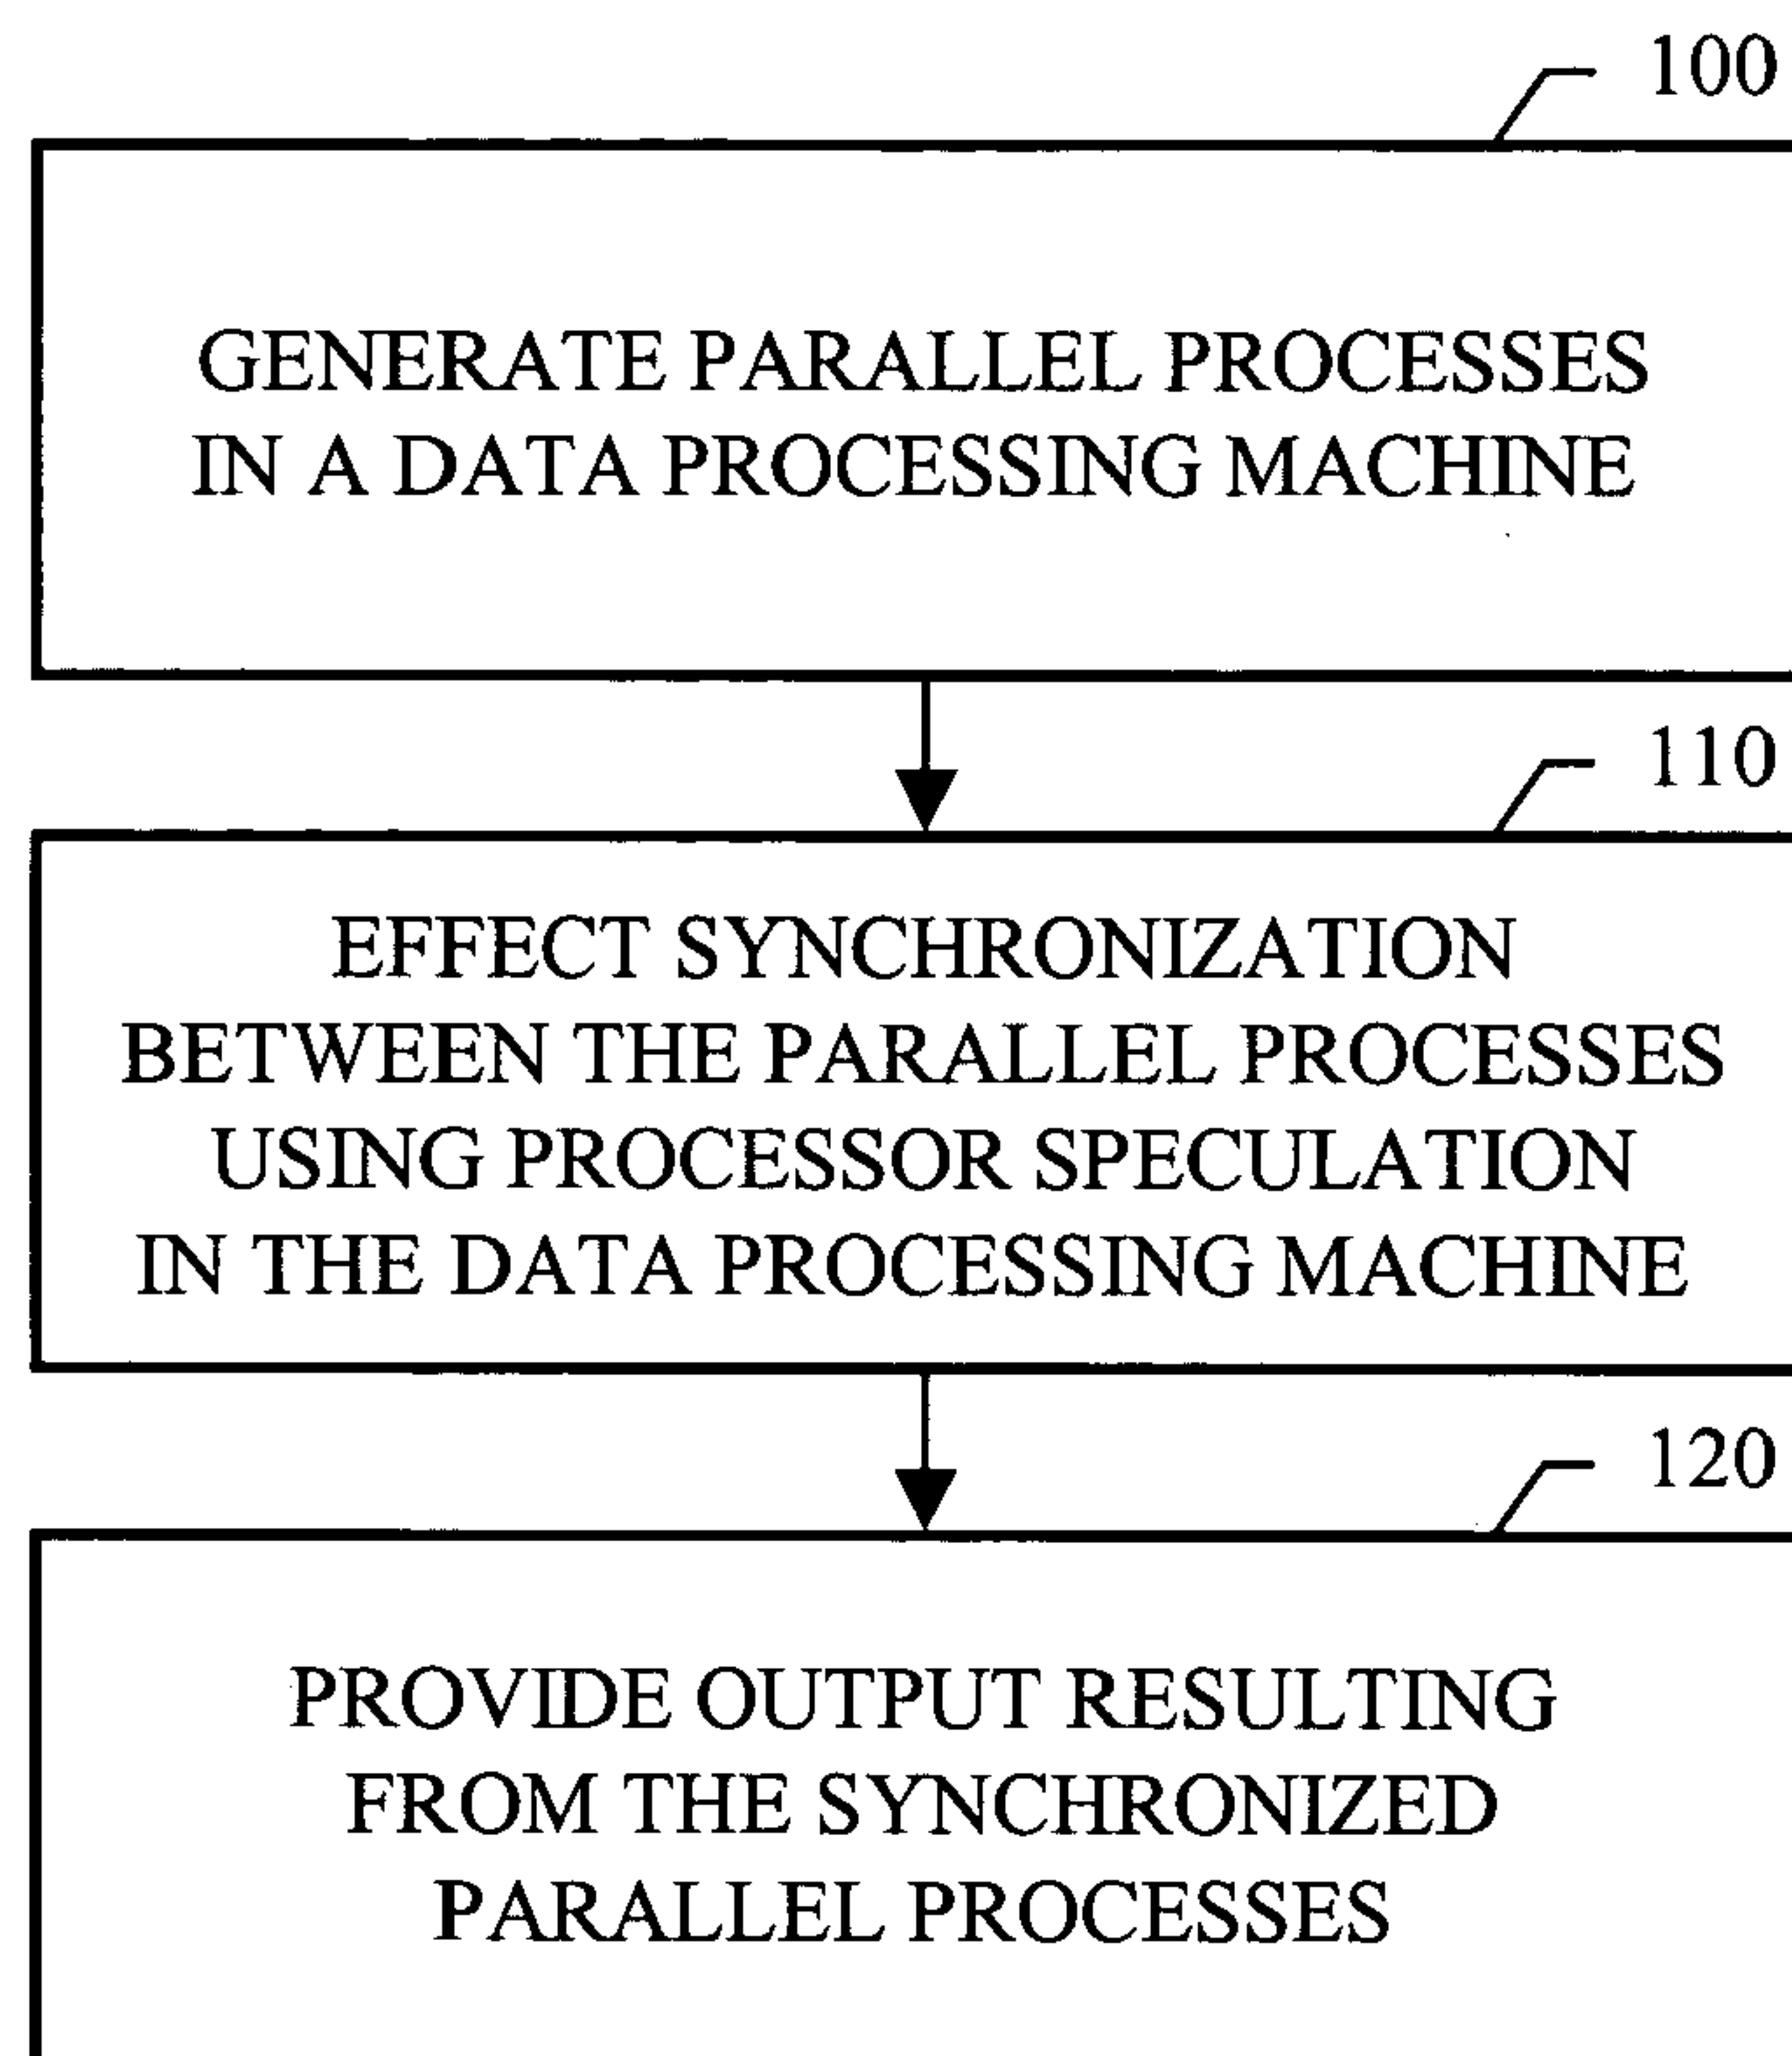 100
GENERATE PARALLEL PROCESSES
IN A DATA PROCESSING MACHINE
110
EFFECT SYNCHRONIZATION
BETWEEN THE PARALLEL PROCESSES
USING PROCESSOR SPECULATION
IN THE DATA PROCESSING MACHINE
120
PROVIDE OUTPUT RESULTING
FROM THE SYNCHRONIZED
PARALLEL PROCESSES